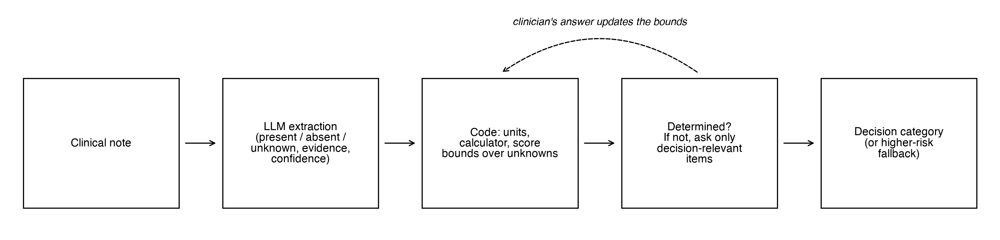 clinician's answer updates the bounds
Clinical note
LLM extraction
(present / absent /
unknown, evidence,
confidence)
Code: units,
calculator, score
bounds over unknowns
Determined?
If not, ask only
decision-relevant
items
Decision category
(or higher-risk
fallback)